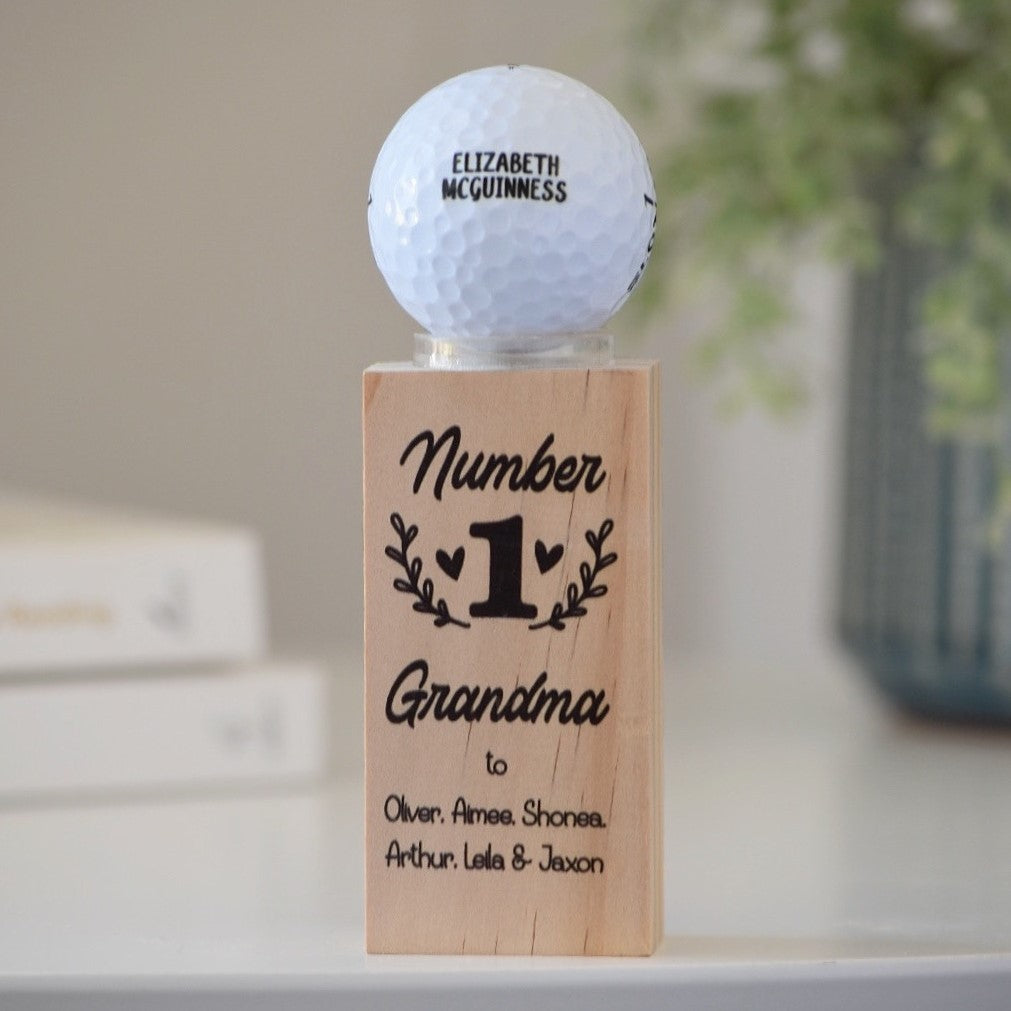 ELIZABETH
MCGUINNESS
Number
1
Grandma
to
Oliver, Aimee, Shonea,
Arthur, Leila & Jaxon